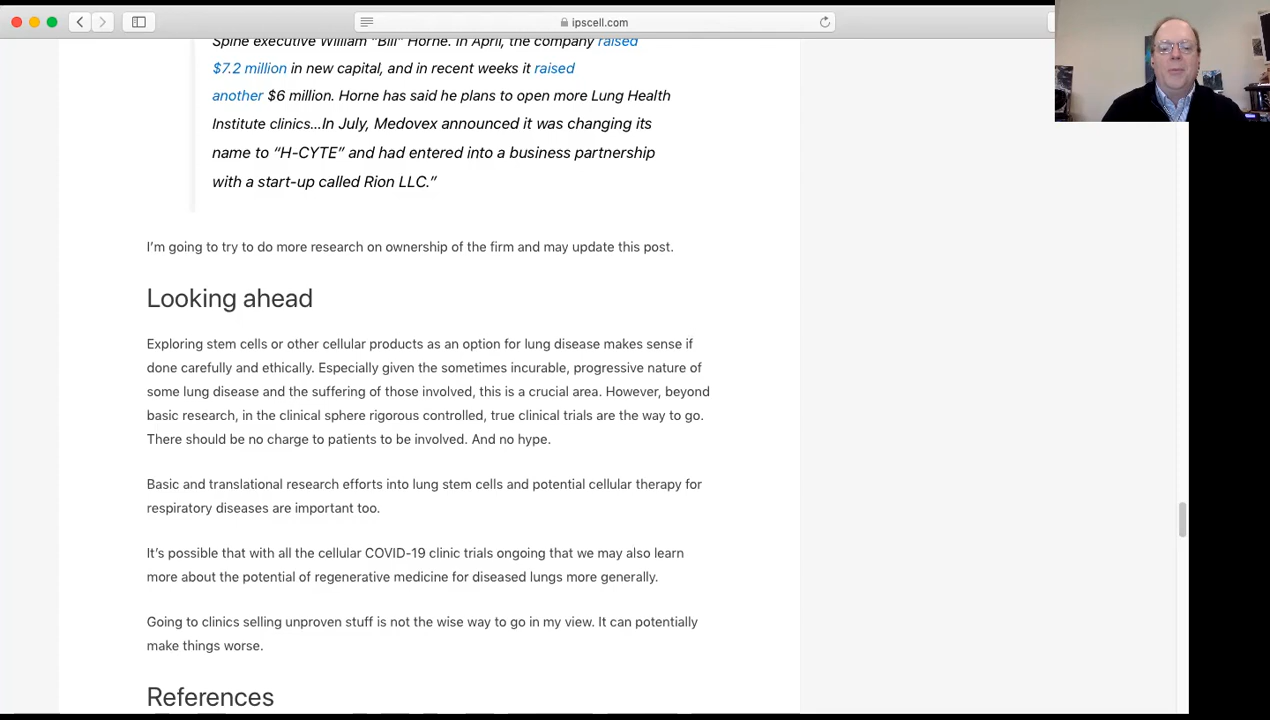 ipscell.com
Spine executive William “Bill” Horne. In April, the company raised
$7.2 million in new capital, and in recent weeks it raised
another $6 million. Horne has said he plans to open more Lung Health
Institute clinics…In July, Medovex announced it was changing its
name to “H-CYTE” and had entered into a business partnership
with a start-up called Rion LLC.”
I’m going to try to do more research on ownership of the firm and may update this post.
Looking ahead
Exploring stem cells or other cellular products as an option for lung disease makes sense if
done carefully and ethically. Especially given the sometimes incurable, progressive nature of
some lung disease and the suffering of those involved, this is a crucial area. However, beyond
basic research, in the clinical sphere rigorous controlled, true clinical trials are the way to go.
There should be no charge to patients to be involved. And no hype.
Basic and translational research efforts into lung stem cells and potential cellular therapy for
respiratory diseases are important too.
It’s possible that with all the cellular COVID-19 clinic trials ongoing that we may also learn
more about the potential of regenerative medicine for diseased lungs more generally.
Going to clinics selling unproven stuff is not the wise way to go in my view. It can potentially
make things worse.
References